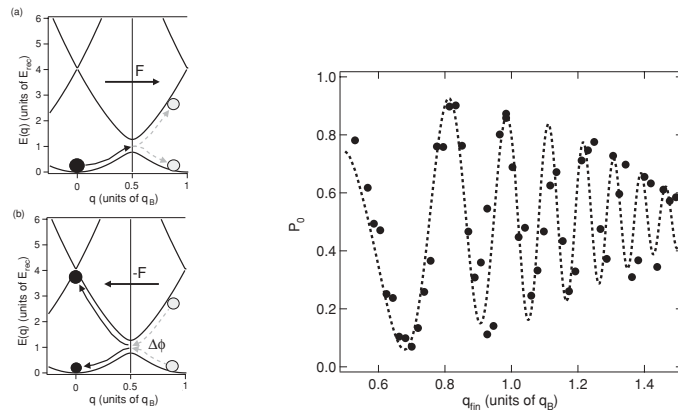 (a)
6
5
4
3
2
1
0
E(q) (units of E_rec)
F
0
0.5
1
q (units of q_B)
(b)
6
5
4
3
2
1
0
E(q) (units of E_rec)
-F
Δϕ
0
0.5
1
q (units of q_B)
1.0
0.8
0.6
0.4
0.2
0.0
P_0
0.6
0.8
1.0
1.2
1.4
q_fin (units of q_B)